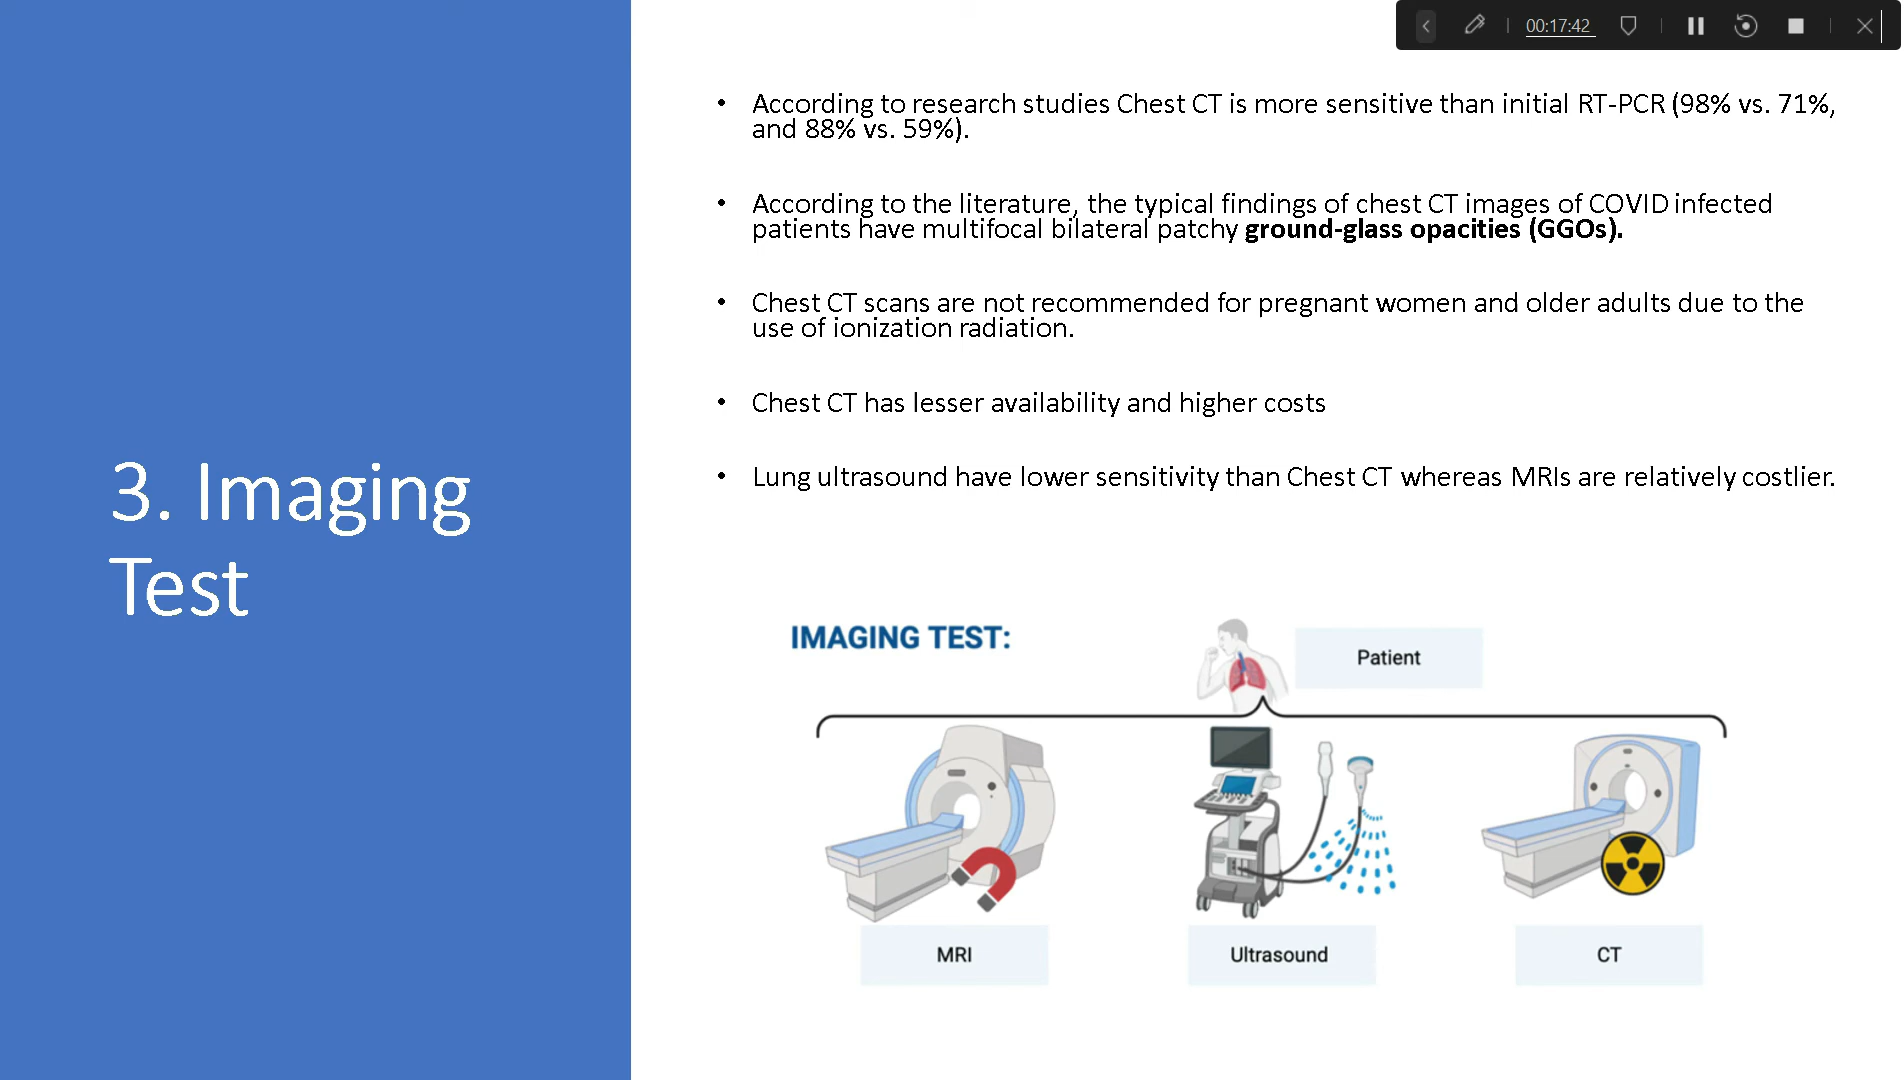 00:17:42
3. Imaging
Test
• According to research studies Chest CT is more sensitive than initial RT-PCR (98% vs. 71%,
and 88% vs. 59%).
• According to the literature, the typical findings of chest CT images of COVID infected
patients have multifocal bilateral patchy ground-glass opacities (GGOs).
• Chest CT scans are not recommended for pregnant women and older adults due to the
use of ionization radiation.
• Chest CT has lesser availability and higher costs
• Lung ultrasound have lower sensitivity than Chest CT whereas MRIs are relatively costlier.
IMAGING TEST:
Patient
MRI
Ultrasound
CT